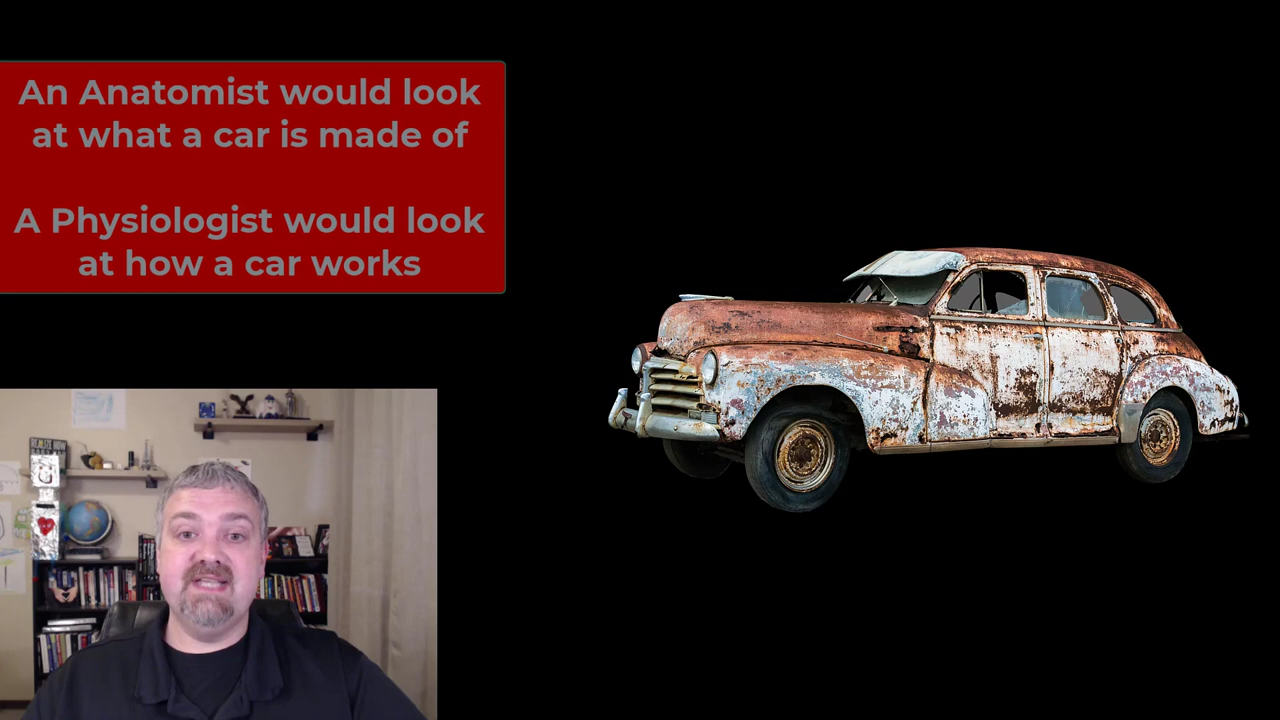 An Anatomist would look
at what a car is made of
A Physiologist would look
at how a car works